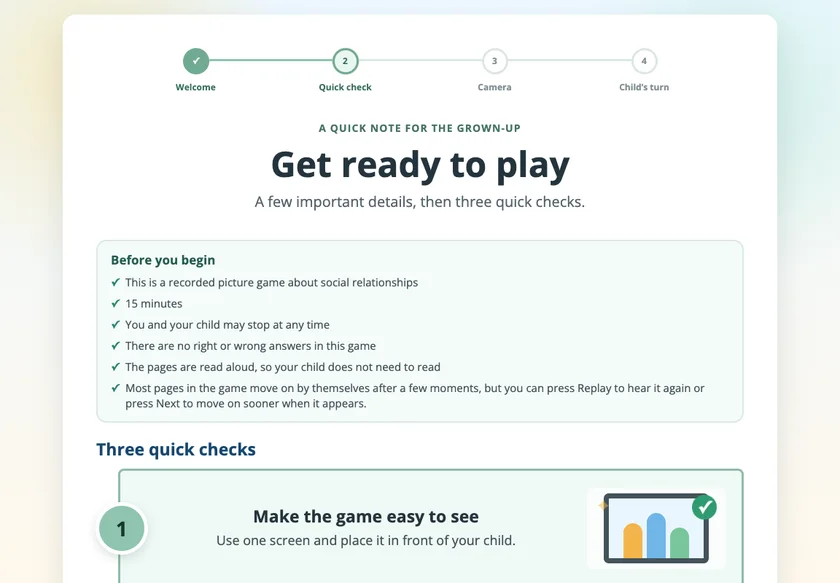 ✓
2
3
4
Welcome
Quick check
Camera
Child's turn
A QUICK NOTE FOR THE GROWN-UP
Get ready to play
A few important details, then three quick checks.
Before you begin
✔ This is a recorded picture game about social relationships
✔ 15 minutes
✔ You and your child may stop at any time
✔ There are no right or wrong answers in this game
✔ The pages are read aloud, so your child does not need to read
✔ Most pages in the game move on by themselves after a few moments, but you can press Replay to hear it again or
press Next to move on sooner when it appears.
Three quick checks
1
Make the game easy to see
Use one screen and place it in front of your child.